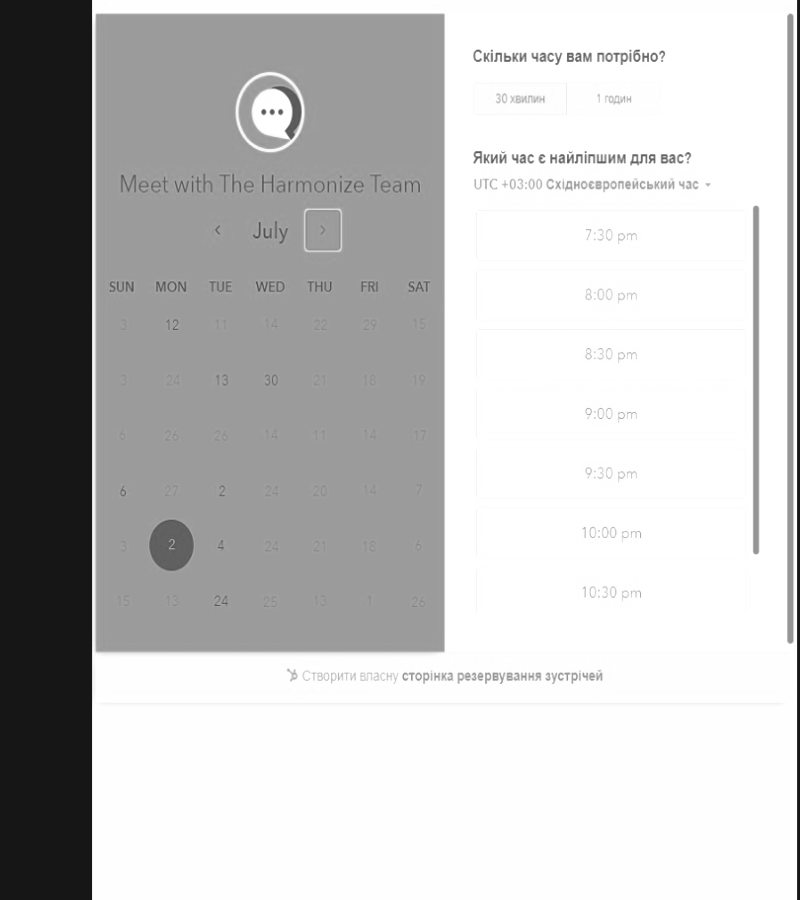 Meet with The Harmonize Team
July
SUN MON TUE WED THU FRI SAT
3 12 11 14 22 29 15
3 24 13 30 21 18 19
6 26 26 14 11 14 17
6 27 2 24 20 14 7
3 2 4 24 21 18 6
15 13 24 25 13 1 26
Скільки часу вам потрібно?
30 хвилин 1 годин
Який час є найліпшим для вас?
UTC +03:00 Східноєвропейський час
7:30 pm
8:00 pm
8:30 pm
9:00 pm
9:30 pm
10:00 pm
10:30 pm
Створити власну сторінка резервування зустрічей